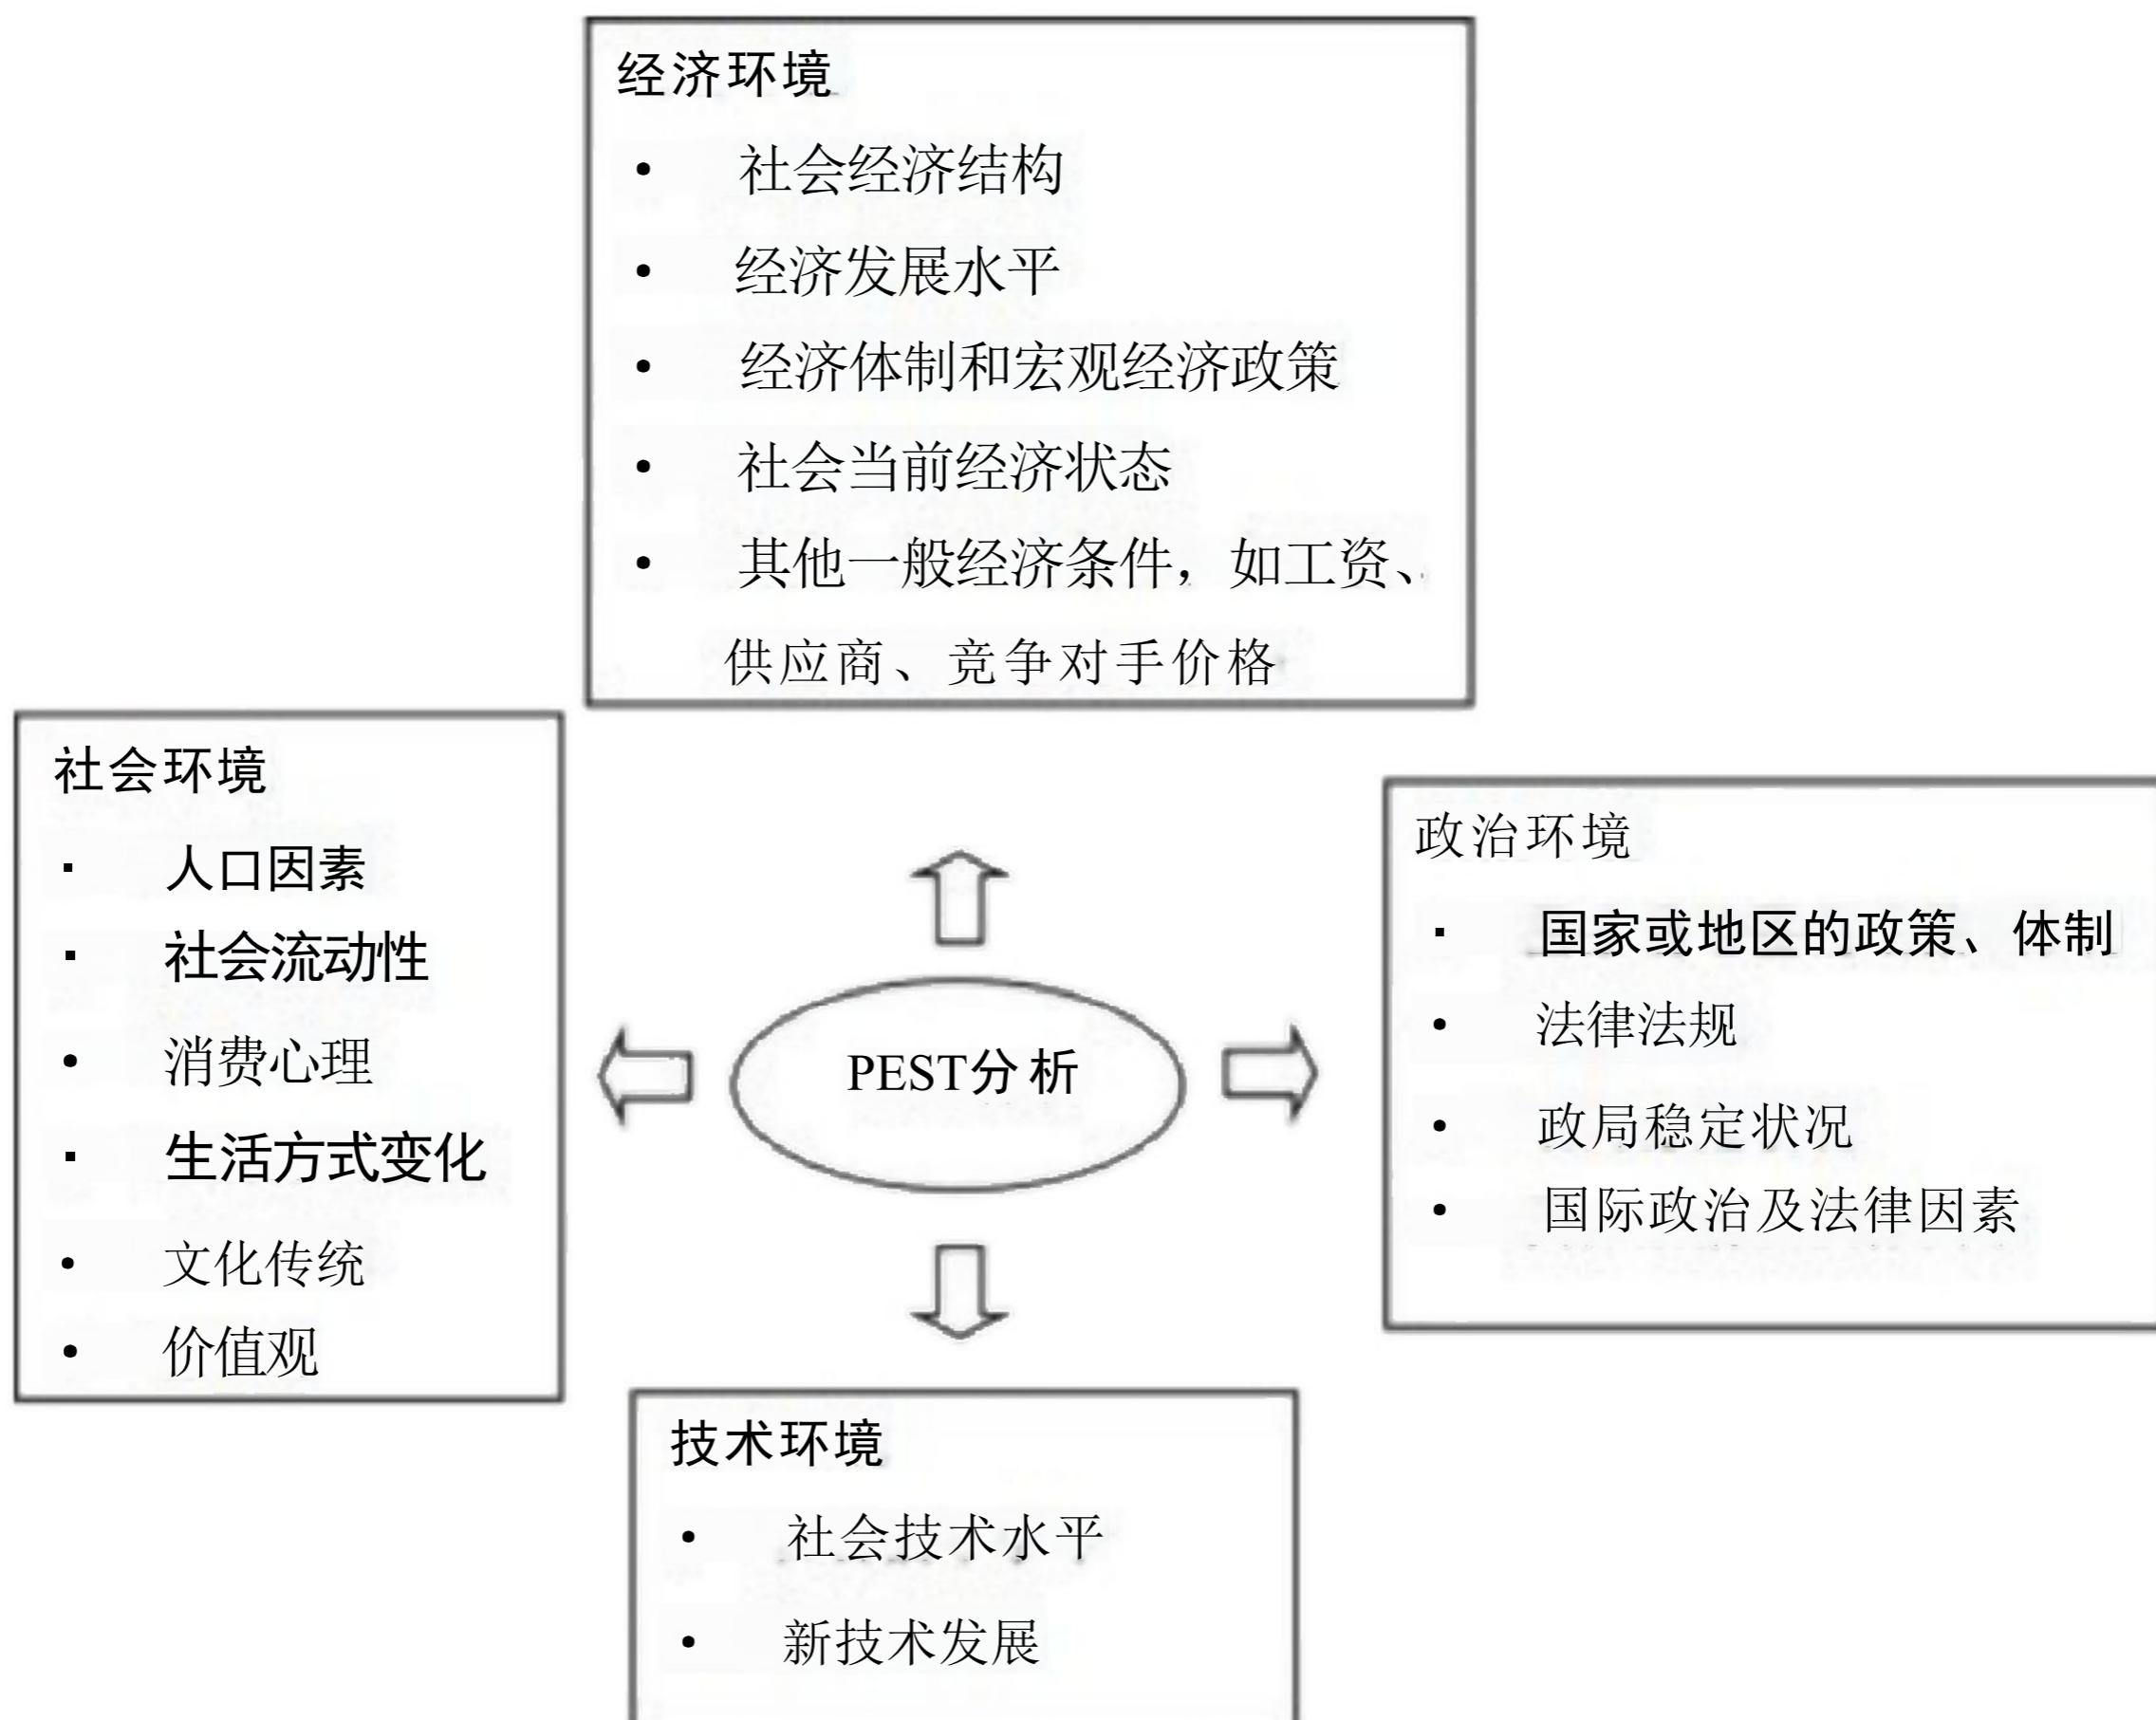 经济环境
• 社会经济结构
• 经济发展水平
• 经济体制和宏观经济政策
• 社会当前经济状态
• 其他一般经济条件，如工资、
供应商、竞争对手价格
社会环境
· 人口因素
· 社会流动性
• 消费心理
· 生活方式变化
• 文化传统
• 价值观
PEST分析
政治环境
· 国家或地区的政策、体制
• 法律法规
• 政局稳定状况
• 国际政治及法律因素
技术环境
• 社会技术水平
• 新技术发展